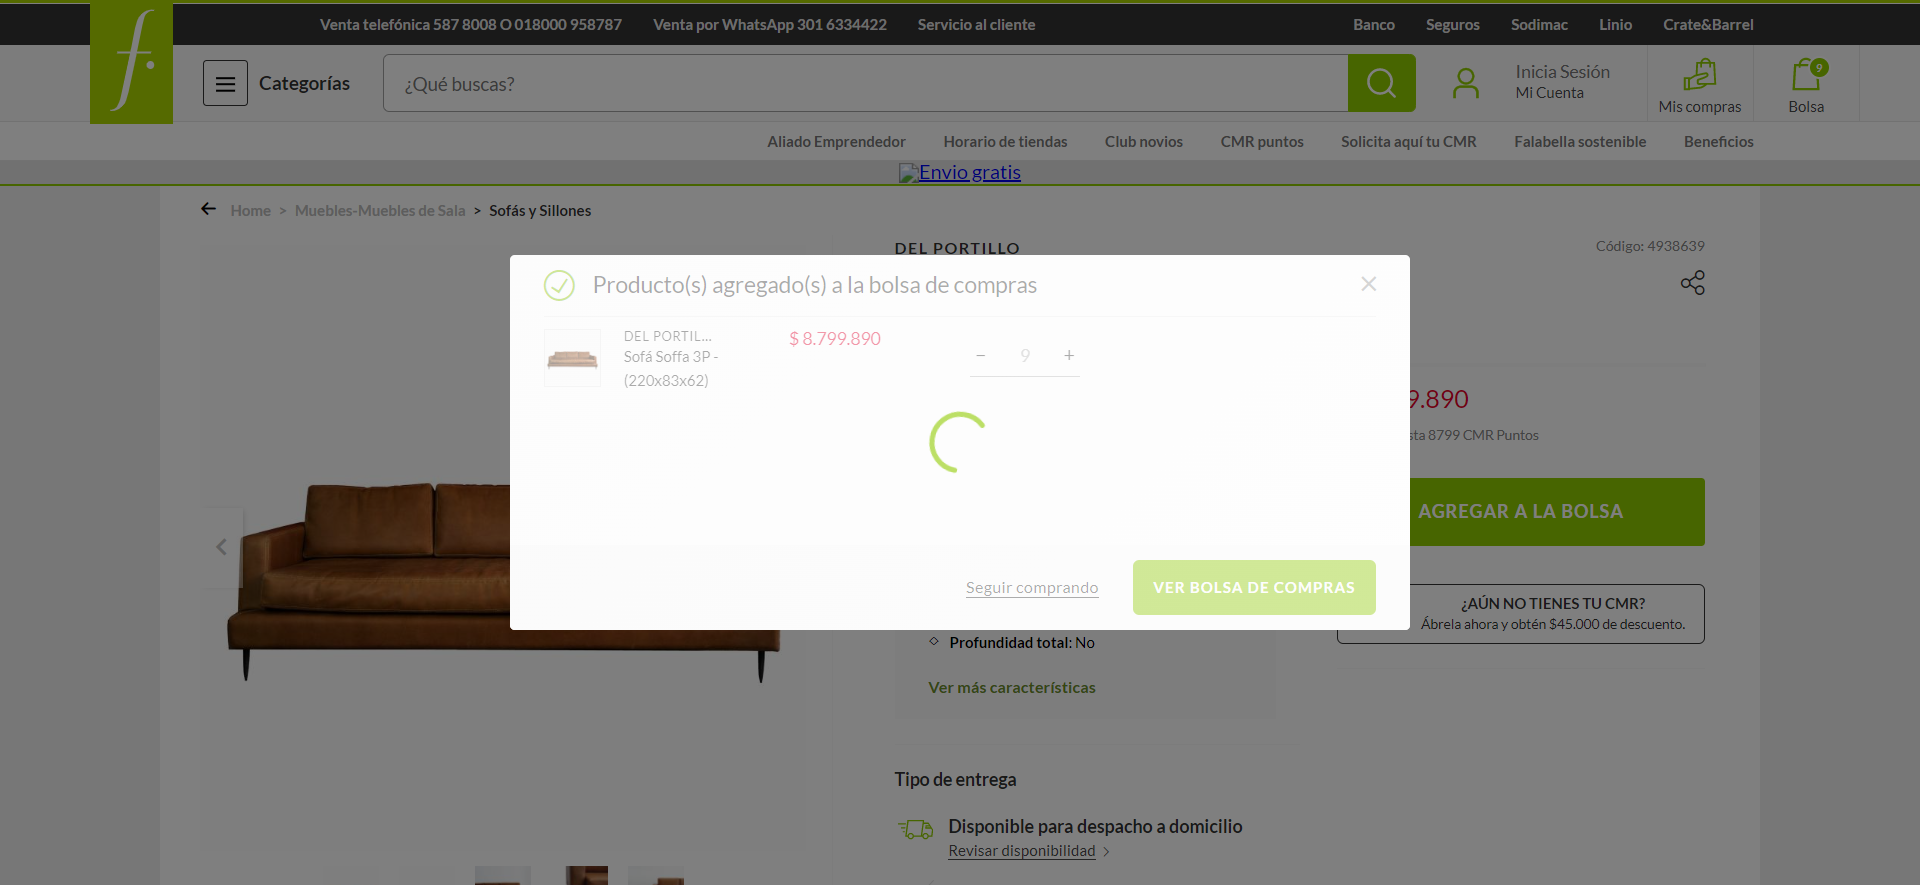 Venta telefónica 587 8008 O 018000 958787
Venta por WhatsApp 301 6334422
Servicio al cliente
Banco
Seguros
Sodimac
Linio
Crate&Barrel
f.
Categorías
¿Qué buscas?
Inicia Sesión
Mi Cuenta
Mis compras
9
Bolsa
Aliado Emprendedor
Horario de tiendas
Club novios
CMR puntos
Solicita aquí tu CMR
Falabella sostenible
Beneficios
Envio gratis
Home > Muebles-Muebles de Sala > Sofás y Sillones
DEL PORTILLO
Código: 4938639
Producto(s) agregado(s) a la bolsa de compras
DEL PORTIL...
Sofá Soffa 3P -
(220x83x62)
$ 8.799.890
− 9 +
9.890
sta 8799 CMR Puntos
AGREGAR A LA BOLSA
Seguir comprando
VER BOLSA DE COMPRAS
¿AÚN NO TIENES TU CMR?
Ábrela ahora y obtén $45.000 de descuento.
Profundidad total: No
Ver más características
Tipo de entrega
Disponible para despacho a domicilio
Revisar disponibilidad >